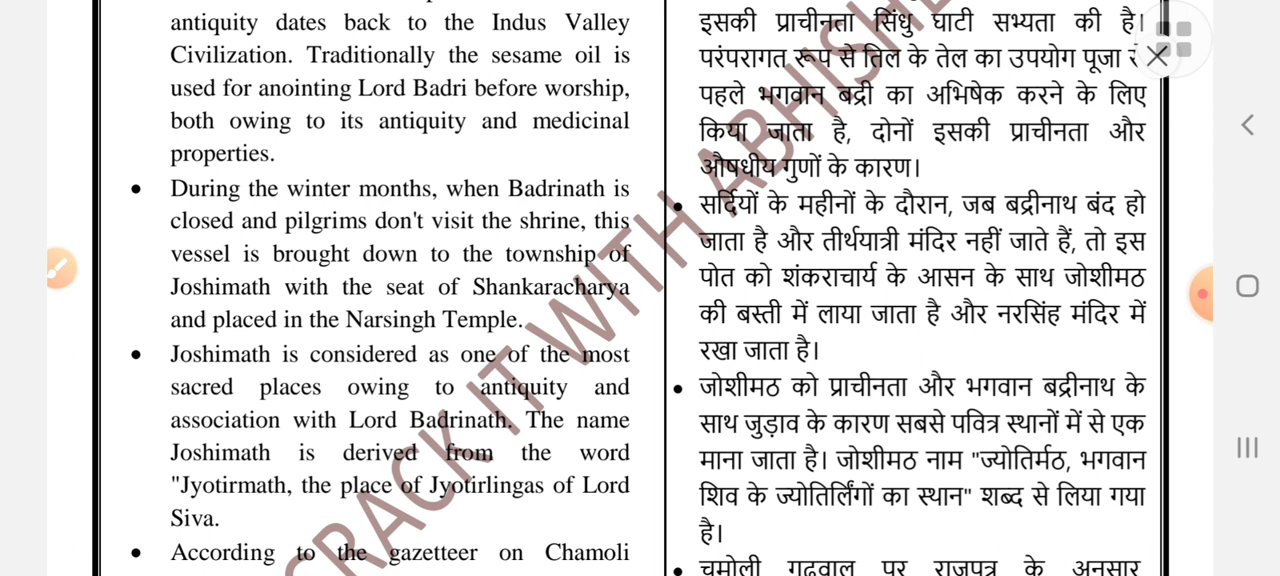 antiquity dates back to the Indus Valley
Civilization. Traditionally the sesame oil is
used for anointing Lord Badri before worship,
both owing to its antiquity and medicinal
properties.
• During the winter months, when Badrinath is
closed and pilgrims don't visit the shrine, this
vessel is brought down to the township of
Joshimath with the seat of Shankaracharya
and placed in the Narsingh Temple.
• Joshimath is considered as one of the most
sacred places owing to antiquity and
association with Lord Badrinath. The name
Joshimath is derived from the word
"Jyotirmath, the place of Jyotirlingas of Lord
Siva.
• According to the gazetteer on Chamoli
इसकी प्राचीनता सिंधु घाटी सभ्यता की है।
परंपरागत रूप से तिल के तेल का उपयोग पूजा
पहले भगवान बद्री का अभिषेक करने के लिए
किया जाता है, दोनों इसकी प्राचीनता और
औषधीय गुणों के कारण।
• सर्दियों के महीनों के दौरान, जब बद्रीनाथ बंद हो
जाता है और तीर्थयात्री मंदिर नहीं जाते हैं, तो इस
पोत को शंकराचार्य के आसन के साथ जोशीमठ
की बस्ती में लाया जाता है और नरसिंह मंदिर में
रखा जाता है।
• जोशीमठ को प्राचीनता और भगवान बद्रीनाथ के
साथ जुड़ाव के कारण सबसे पवित्र स्थानों में से एक
माना जाता है। जोशीमठ नाम "ज्योतिर्मठ, भगवान
शिव के ज्योतिर्लिंगों का स्थान" शब्द से लिया गया
है।
• चमोली गढ़वाल पर राजपत्र के अनुसार
CRACK IT WITH ABHISHE